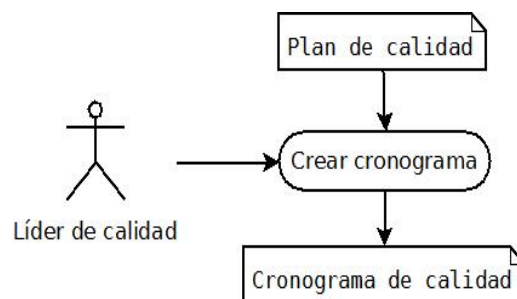 Plan de calidad
Crear cronograma
Líder de calidad
Cronograma de calidad